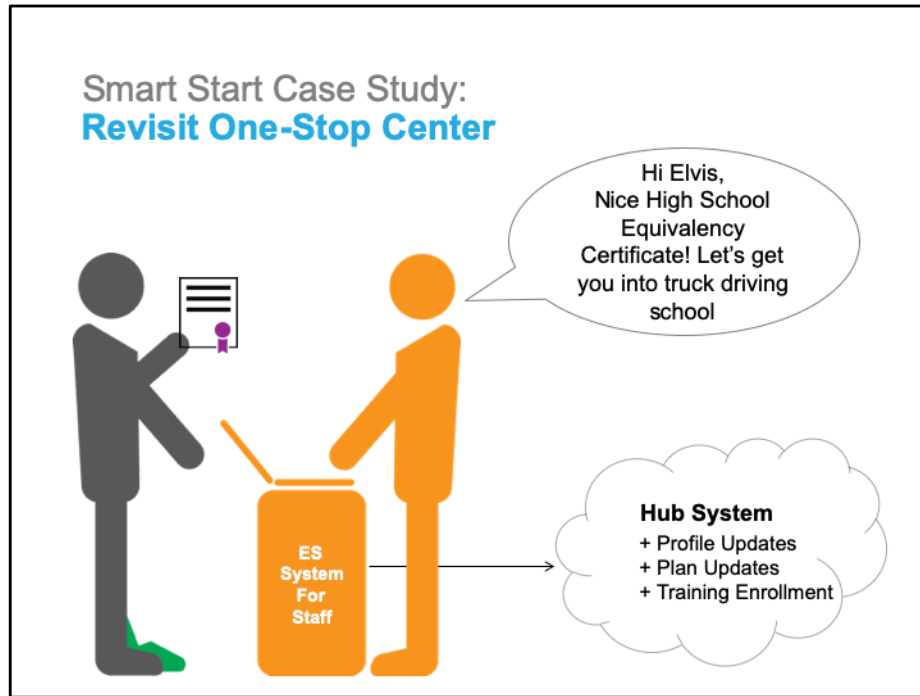 Smart Start Case Study:
Revisit One-Stop Center
Hi Elvis,
Nice High School
Equivalency
Certificate! Let's get
you into truck driving
school
ES
System
For
Staff
Hub System
+ Profile Updates
+ Plan Updates
+ Training Enrollment